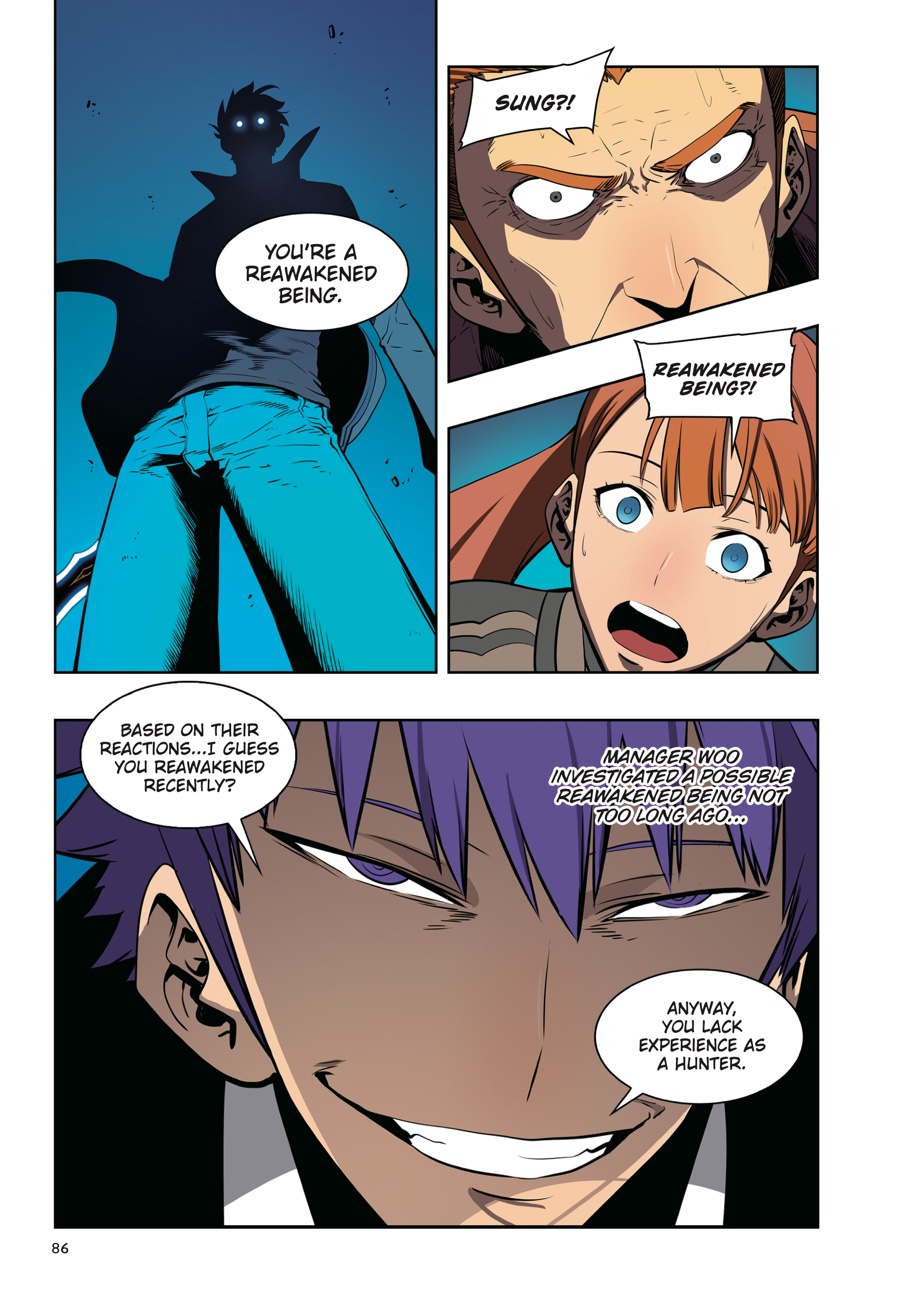 YOU'RE A
REAWAKENED
BEING.
SUNG?!
REAWAKENED
BEING?!
BASED ON THEIR
REACTIONS...I GUESS
YOU REAWAKENED
RECENTLY?
MANAGER WOO
INVESTIGATED A POSSIBLE
REAWAKENED BEING NOT
TOO LONG AGO...
ANYWAY,
YOU LACK
EXPERIENCE AS
A HUNTER.
86